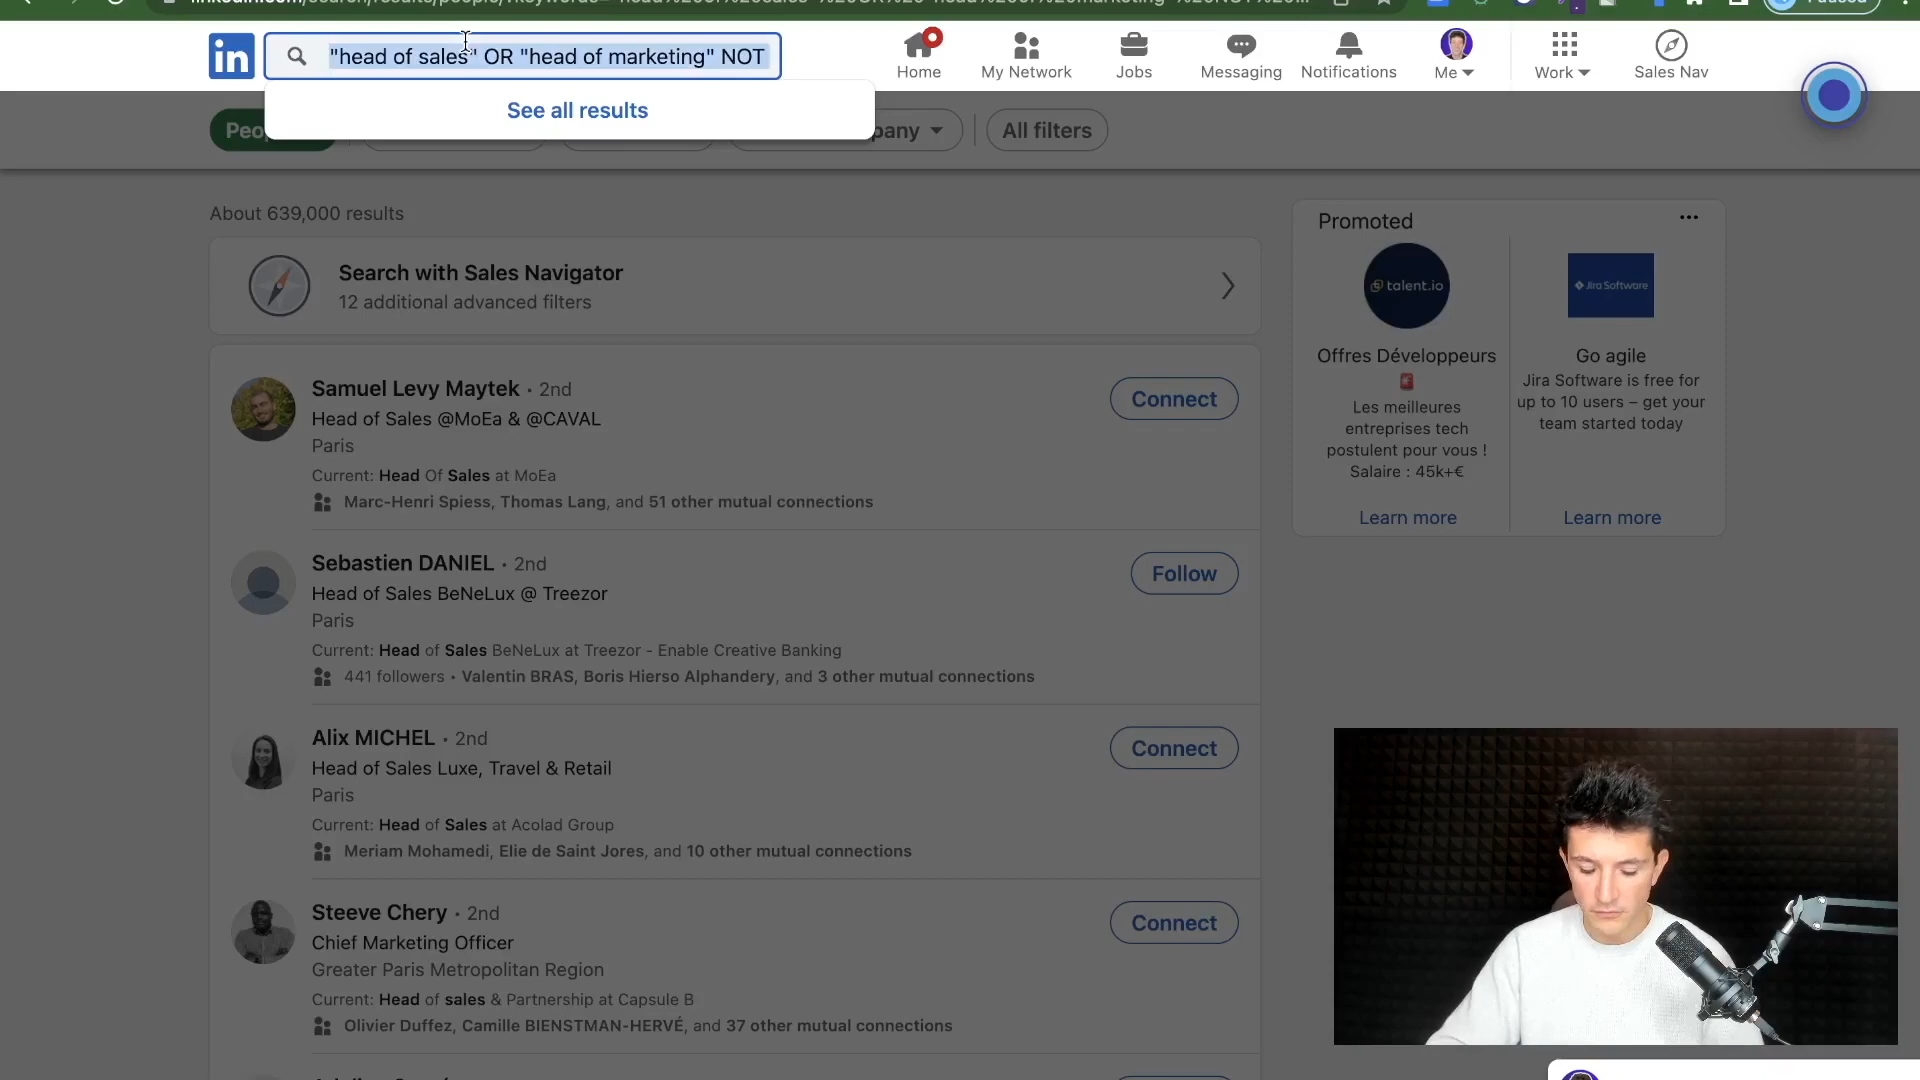 "head of sales" OR "head of marketing" NOT
Home
My Network
Jobs
Messaging
Notifications
Me
Work
Sales Nav
See all results
All filters
About 639,000 results
Search with Sales Navigator
12 additional advanced filters
Samuel Levy Maytek • 2nd
Head of Sales @MoEa & @CAVAL
Paris
Current: Head Of Sales at MoEa
Marc-Henri Spiess, Thomas Lang, and 51 other mutual connections
Connect
Sebastien DANIEL • 2nd
Head of Sales BeNeLux @ Treezor
Paris
Current: Head of Sales BeNeLux at Treezor - Enable Creative Banking
441 followers • Valentin BRAS, Boris Hierso Alphandery, and 3 other mutual connections
Follow
Alix MICHEL • 2nd
Head of Sales Luxe, Travel & Retail
Paris
Current: Head of Sales at Acolad Group
Meriam Mohamedi, Elie de Saint Jores, and 10 other mutual connections
Connect
Steeve Chery • 2nd
Chief Marketing Officer
Greater Paris Metropolitan Region
Current: Head of sales & Partnership at Capsule B
Olivier Duffez, Camille BIENSTMAN-HERVÉ, and 37 other mutual connections
Connect
Promoted
talent.io
Offres Développeurs
Les meilleures
entreprises tech
postulent pour vous !
Salaire : 45k+€
Learn more
Jira Software
Go agile
Jira Software is free for
up to 10 users – get your
team started today
Learn more